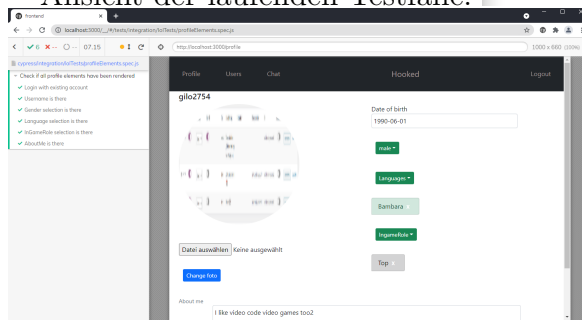 Ansicht der laufenden Testfälle.
frontend
localhost:3000/__/#/tests/integration/lolTests/profileElements.spec.js
6 -- 07.15 1 http://localhost:3000/profile 1000 x 660 (100%)
cypress/integration/lolTests/profileElements.spec.js
Check if all profile elements have been rendered
Login with existing account
Username is there
Gender selection is there
Language selection is there
InGameRole selection is there
AboutMe is there
Profile Users Chat Hooked Logout
gilo2754
Date of birth
1990-06-01
male
Languages
Bambara x
IngameRole
Top x
Datei auswählen Keine ausgewählt
Change foto
About me
I like video code video games too2